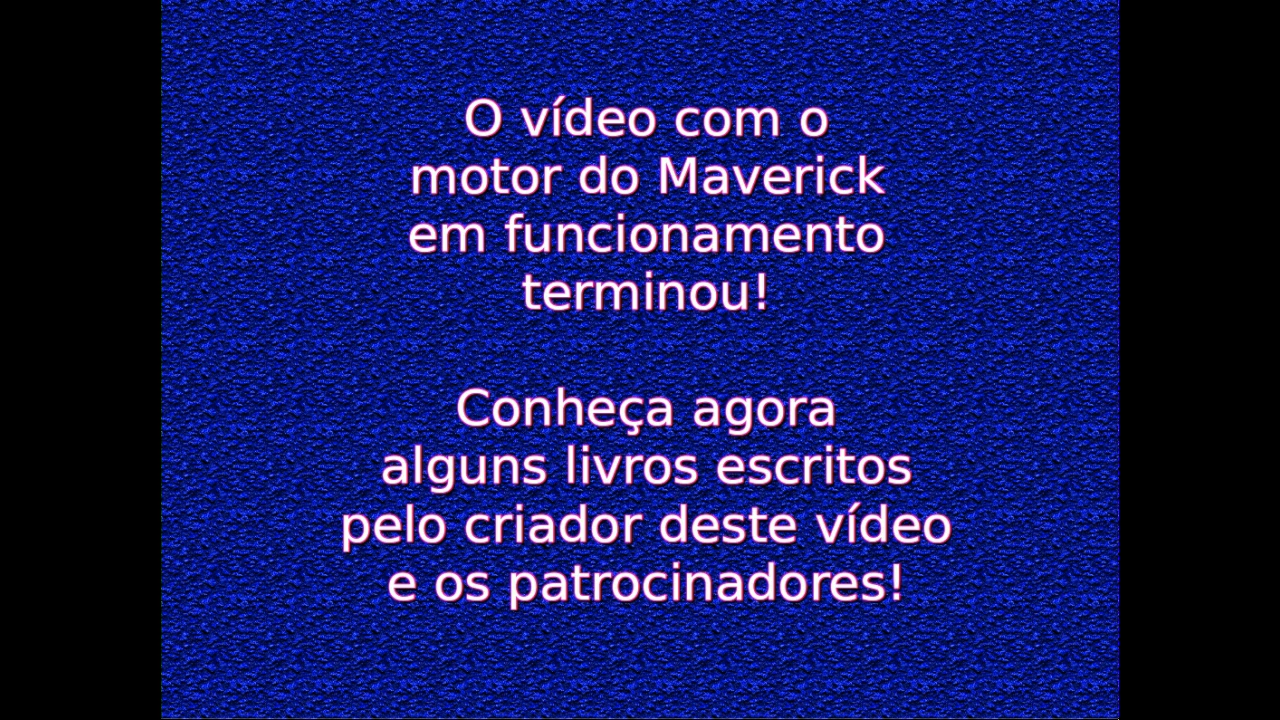 O vídeo com o
motor do Maverick
em funcionamento
terminou!
Conheça agora
alguns livros escritos
pelo criador deste vídeo
e os patrocinadores!